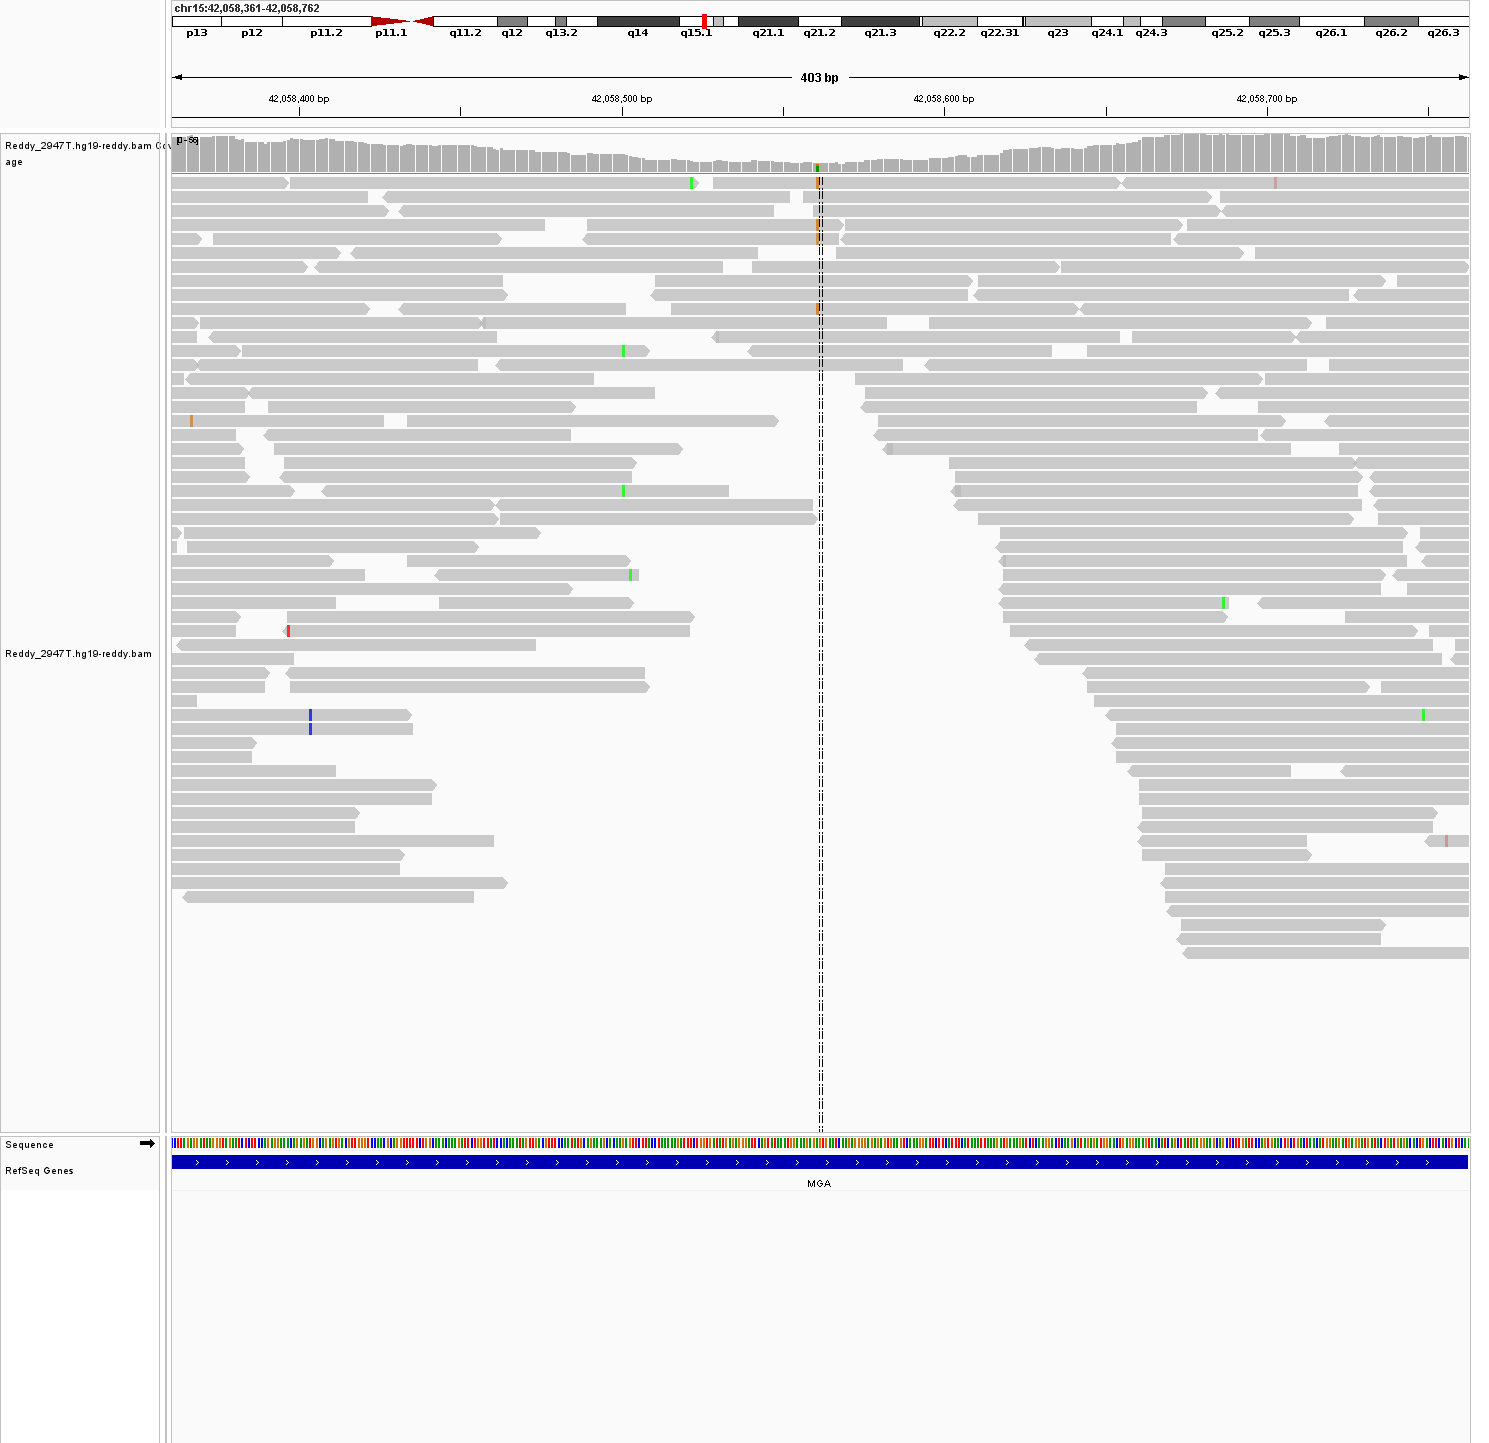 chr15:42,058,361-42,058,762
p13 p12 p11.2 p11.1 q11.2 q12 q13.2 q14 q15.1 q21.1 q21.2 q21.3 q22.2 q22.31 q23 q24.1 q24.3 q25.2 q25.3 q26.1 q26.2 q26.3
403 bp
42,058,400 bp 42,058,500 bp 42,058,600 bp 42,058,700 bp
Reddy_2947T.hg19-reddy.bam Cov
age
Reddy_2947T.hg19-reddy.bam
Sequence
RefSeq Genes
MGA